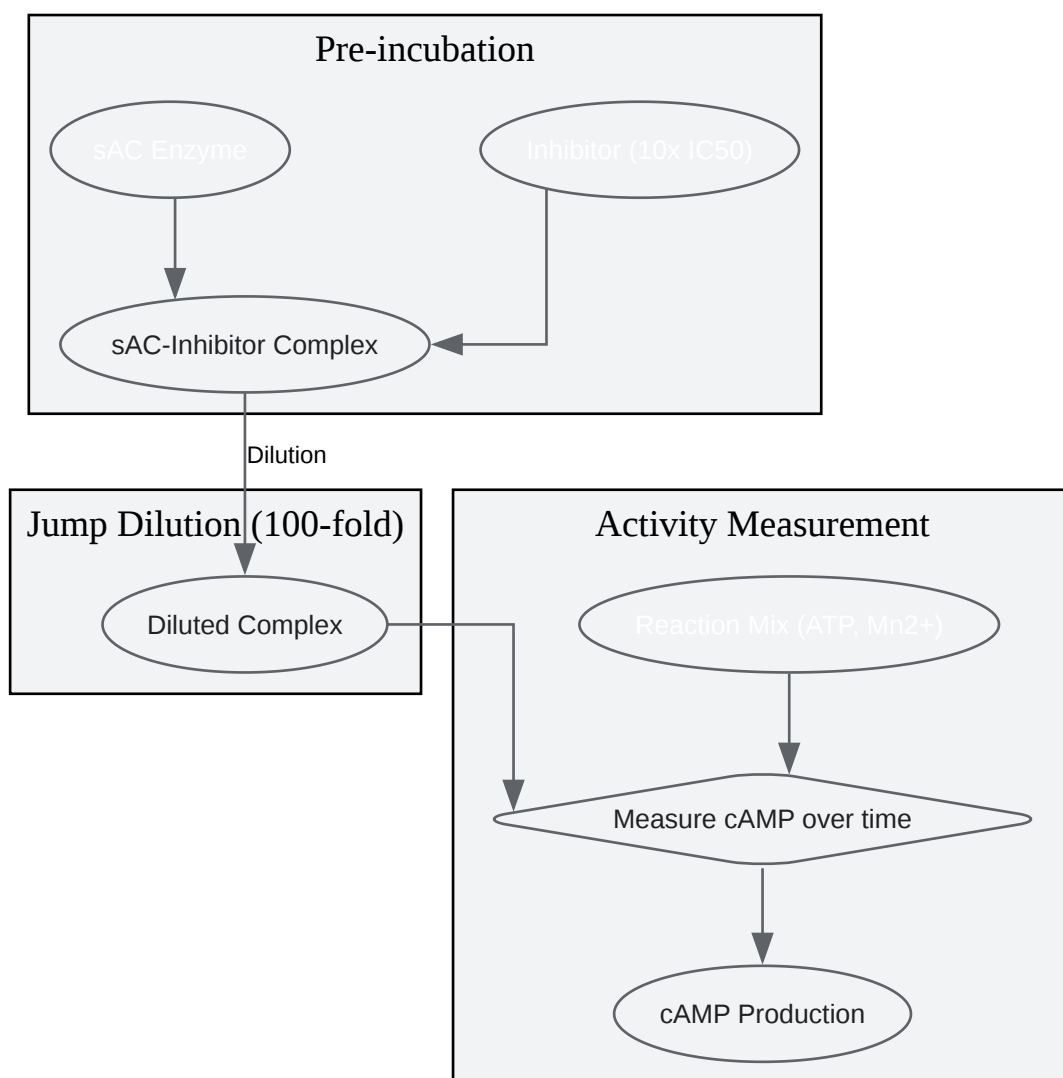 Pre-incubation
sAC Enzyme
Inhibitor (10x IC50)
sAC-Inhibitor Complex
Dilution
Jump Dilution (100-fold)
Diluted Complex
Activity Measurement
Reaction Mix (ATP, Mn2+)
Measure cAMP over time
cAMP Production